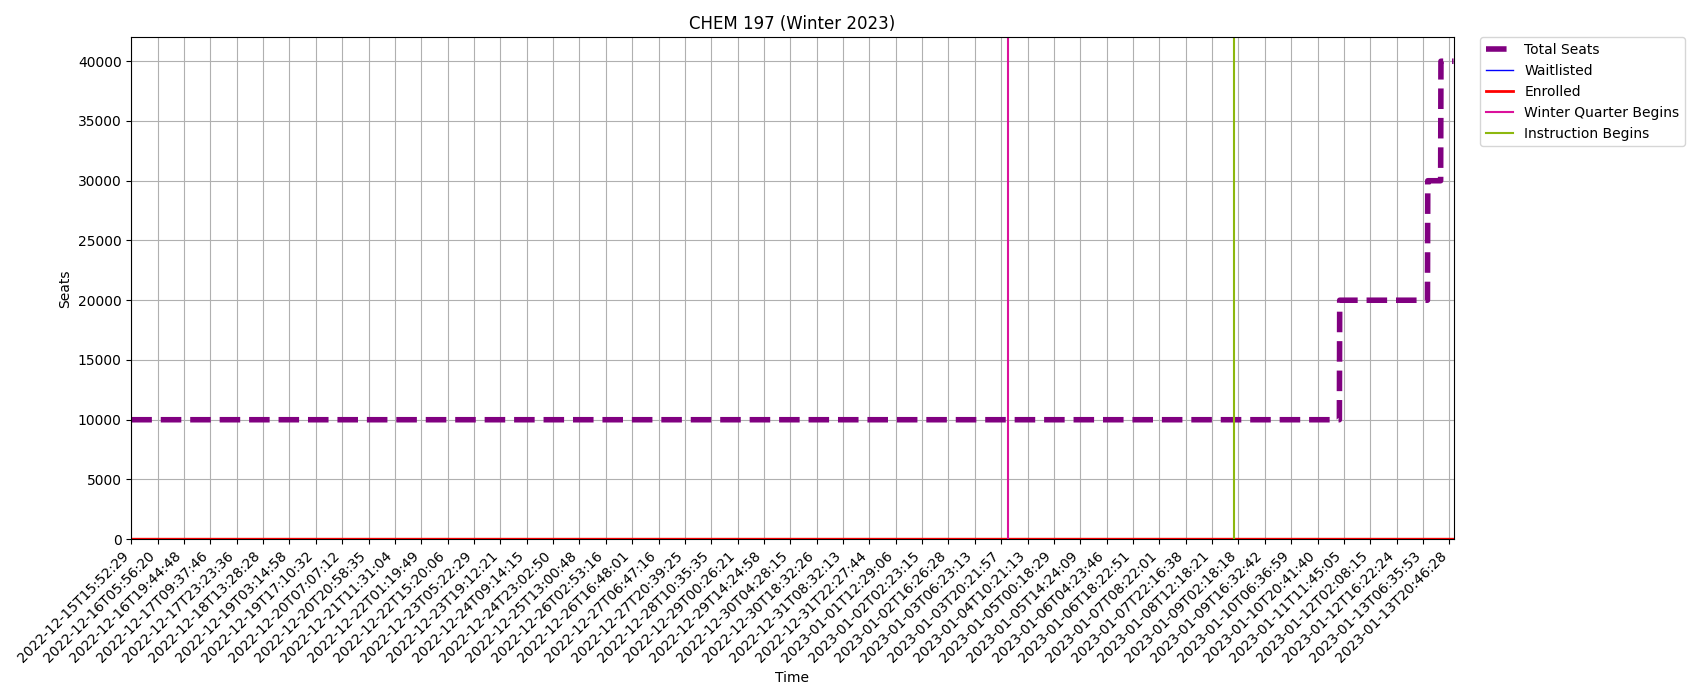 CHEM 197 (Winter 2023)
Total Seats
Waitlisted
Enrolled
Winter Quarter Begins
Instruction Begins
Seats
40000
35000
30000
25000
20000
15000
10000
5000
0
2022-12-15T15:52:29
2022-12-16T05:56:20
2022-12-16T19:44:48
2022-12-17T09:37:46
2022-12-17T23:23:36
2022-12-18T13:28:28
2022-12-19T03:14:58
2022-12-19T17:10:32
2022-12-20T07:07:12
2022-12-20T20:58:35
2022-12-21T11:31:04
2022-12-22T01:19:49
2022-12-22T15:20:06
2022-12-23T05:22:29
2022-12-23T19:12:21
2022-12-24T09:14:15
2022-12-24T23:02:50
2022-12-25T13:00:48
2022-12-26T02:53:16
2022-12-26T16:48:01
2022-12-27T06:47:16
2022-12-27T20:39:25
2022-12-28T10:35:35
2022-12-29T00:26:21
2022-12-29T14:24:58
2022-12-30T04:28:15
2022-12-30T18:32:26
2022-12-31T08:32:13
2022-12-31T22:27:44
2023-01-01T12:29:06
2023-01-02T02:23:15
2023-01-02T16:26:28
2023-01-03T06:23:13
2023-01-03T20:21:57
2023-01-04T10:21:13
2023-01-05T00:18:29
2023-01-05T14:24:09
2023-01-06T04:23:46
2023-01-06T18:22:51
2023-01-07T08:22:01
2023-01-07T22:16:38
2023-01-08T12:18:21
2023-01-09T02:18:18
2023-01-09T16:32:42
2023-01-10T06:36:59
2023-01-10T20:41:40
2023-01-11T11:45:05
2023-01-12T02:08:15
2023-01-12T16:22:24
2023-01-13T06:35:53
2023-01-13T20:46:28
Time